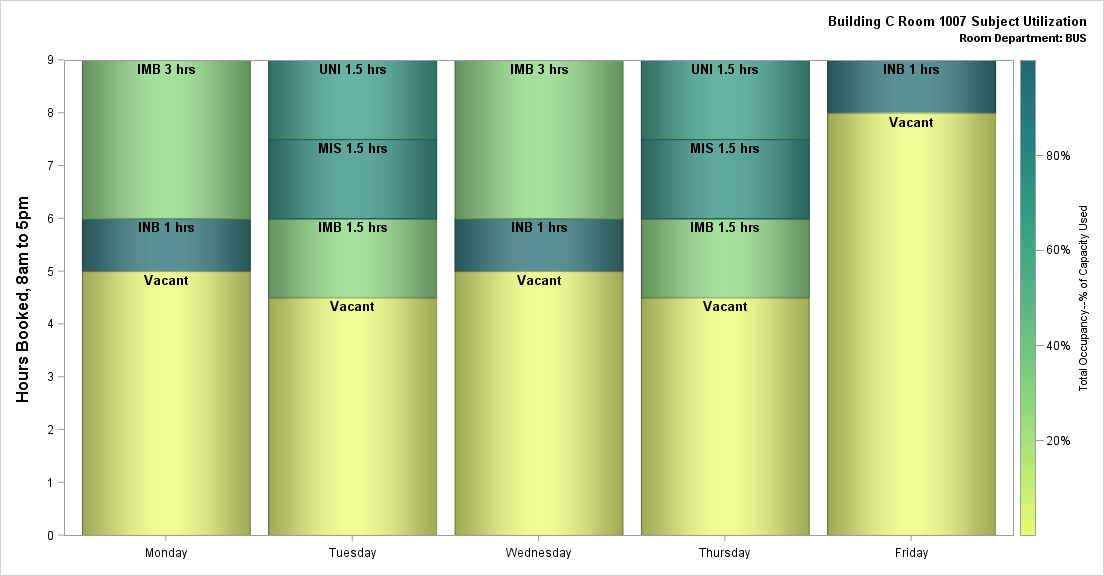 Building C Room 1007 Subject Utilization
Room Department: BUS
Hours Booked, 8am to 5pm
9
8
7
6
5
4
3
2
1
0
IMB 3 hrs
INB 1 hrs
Vacant
UNI 1.5 hrs
MIS 1.5 hrs
IMB 1.5 hrs
Vacant
IMB 3 hrs
INB 1 hrs
Vacant
UNI 1.5 hrs
MIS 1.5 hrs
IMB 1.5 hrs
Vacant
INB 1 hrs
Vacant
Monday
Tuesday
Wednesday
Thursday
Friday
80%
60%
40%
20%
Total Occupancy--% of Capacity Used